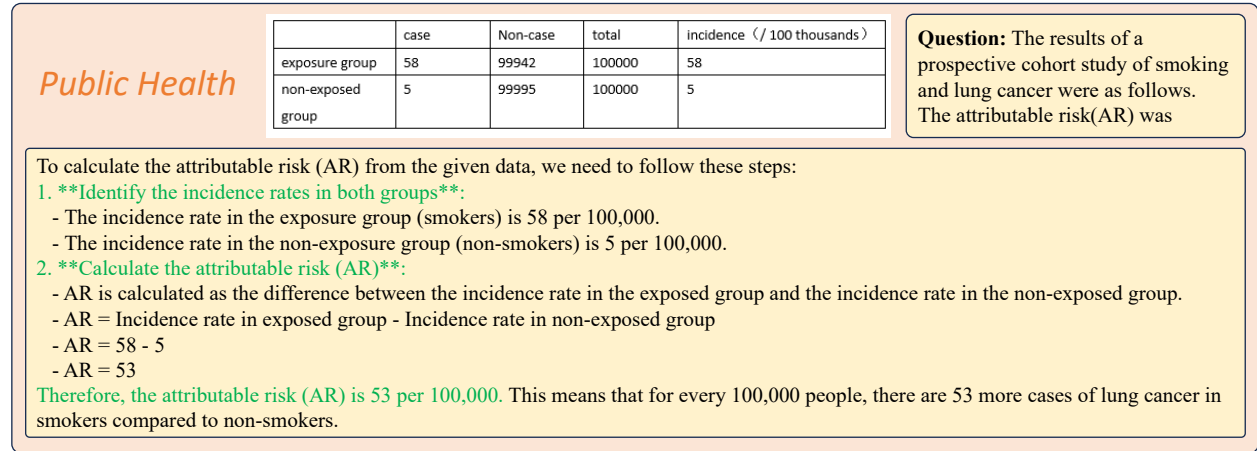 Public Health
case Non-case total incidence（/ 100 thousands）
exposure group 58 99942 100000 58
non-exposed group 5 99995 100000 5
Question: The results of a
prospective cohort study of smoking
and lung cancer were as follows.
The attributable risk(AR) was
To calculate the attributable risk (AR) from the given data, we need to follow these steps:
1. **Identify the incidence rates in both groups**:
- The incidence rate in the exposure group (smokers) is 58 per 100,000.
- The incidence rate in the non-exposure group (non-smokers) is 5 per 100,000.
2. **Calculate the attributable risk (AR)**:
- AR is calculated as the difference between the incidence rate in the exposed group and the incidence rate in the non-exposed group.
- AR = Incidence rate in exposed group - Incidence rate in non-exposed group
- AR = 58 - 5
- AR = 53
Therefore, the attributable risk (AR) is 53 per 100,000. This means that for every 100,000 people, there are 53 more cases of lung cancer in
smokers compared to non-smokers.